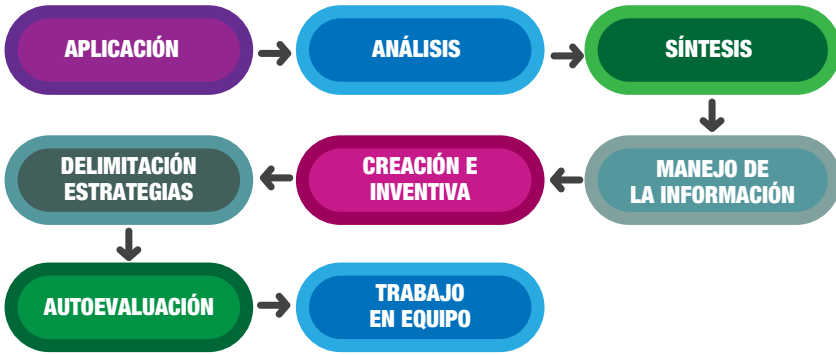 APLICACIÓN
ANÁLISIS
SÍNTESIS
MANEJO DE
LA INFORMACIÓN
CREACIÓN E
INVENTIVA
DELIMITACIÓN
ESTRATEGIAS
AUTOEVALUACIÓN
TRABAJO
EN EQUIPO